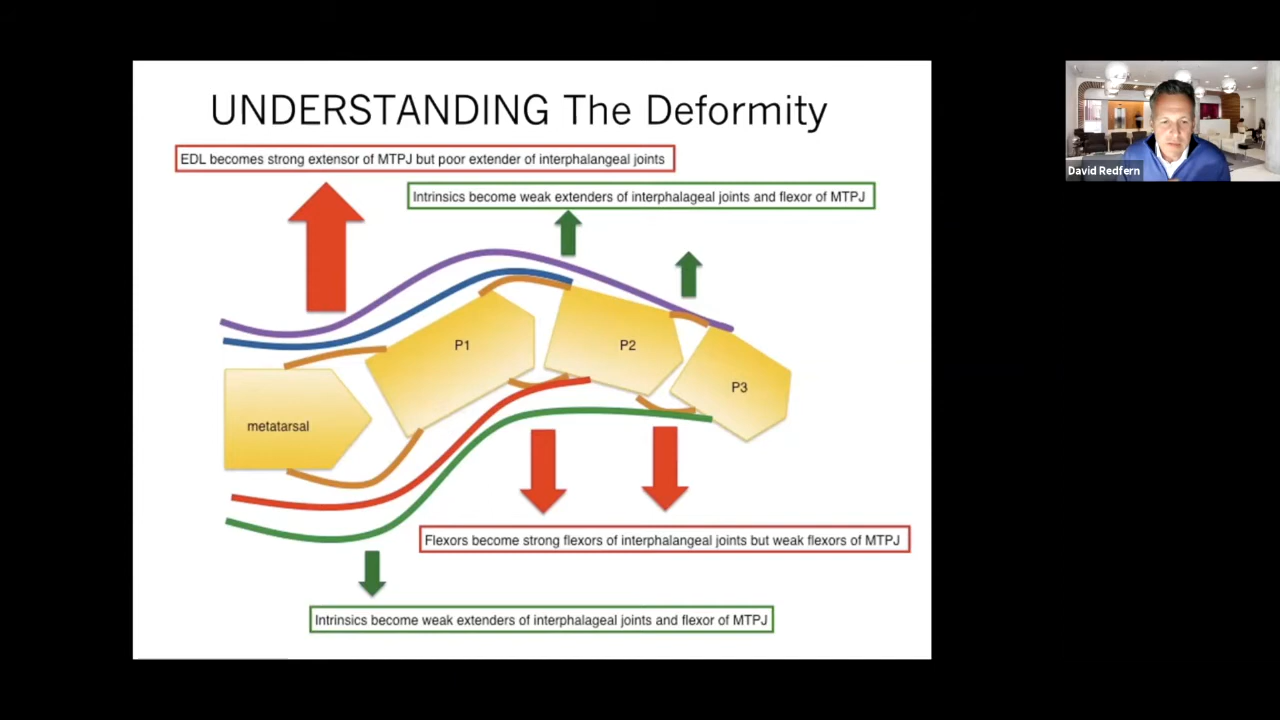 UNDERSTANDING The Deformity
EDL becomes strong extensor of MTPJ but poor extender of interphalangeal joints
Intrinsics become weak extenders of interphalageal joints and flexor of MTPJ
David Redfern
P1
P2
P3
metatarsal
Flexors become strong flexors of interphalangeal joints but weak flexors of MTPJ
Intrinsics become weak extenders of interphalageal joints and flexor of MTPJ